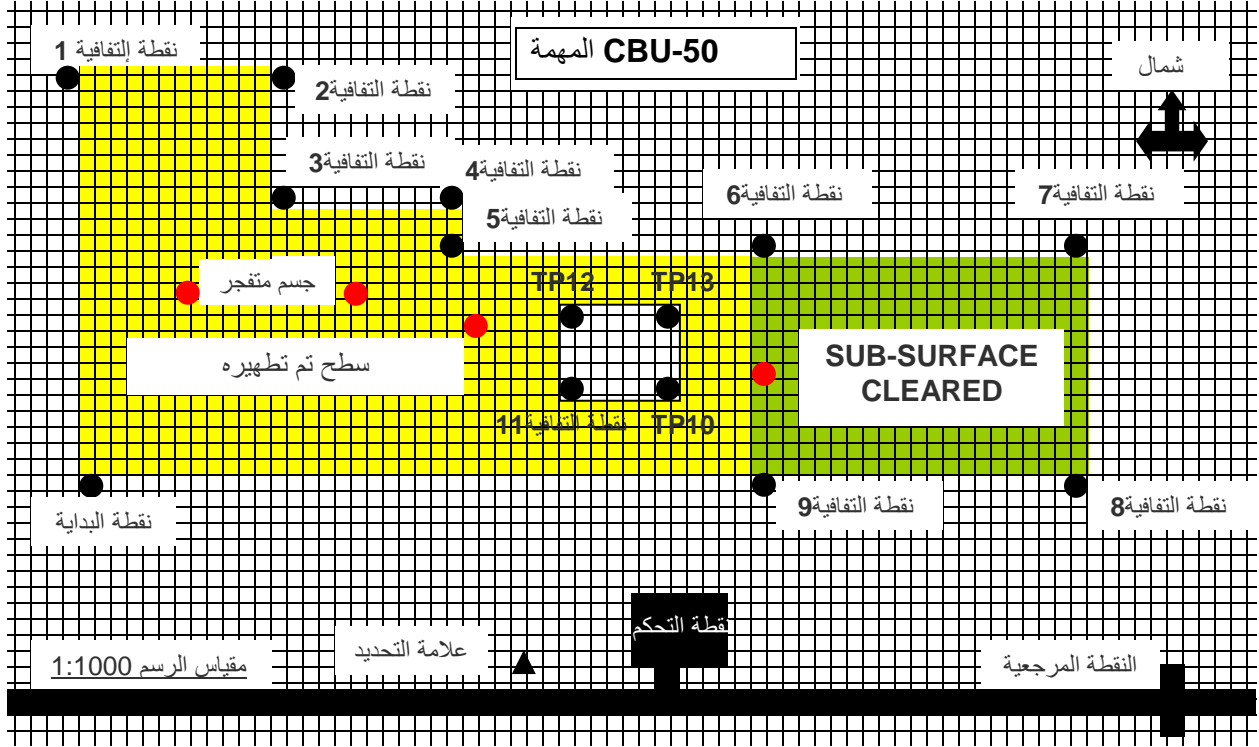 المهمة CBU-50
نقطة إلتفافية 1
شمال
نقطة التفافية2
نقطة التفافية3
نقطة التفافية4
نقطة التفافية5
نقطة التفافية6
نقطة التفافية7
جسم متفجر
TP12
TP13
سطح تم تطهيره
SUB-SURFACE
CLEARED
نقطة التفافية11
TP10
نقطة البداية
نقطة التفافية9
نقطة التفافية8
نقطة التحكم
علامة التحديد
النقطة المرجعية
مقياس الرسم 1:1000